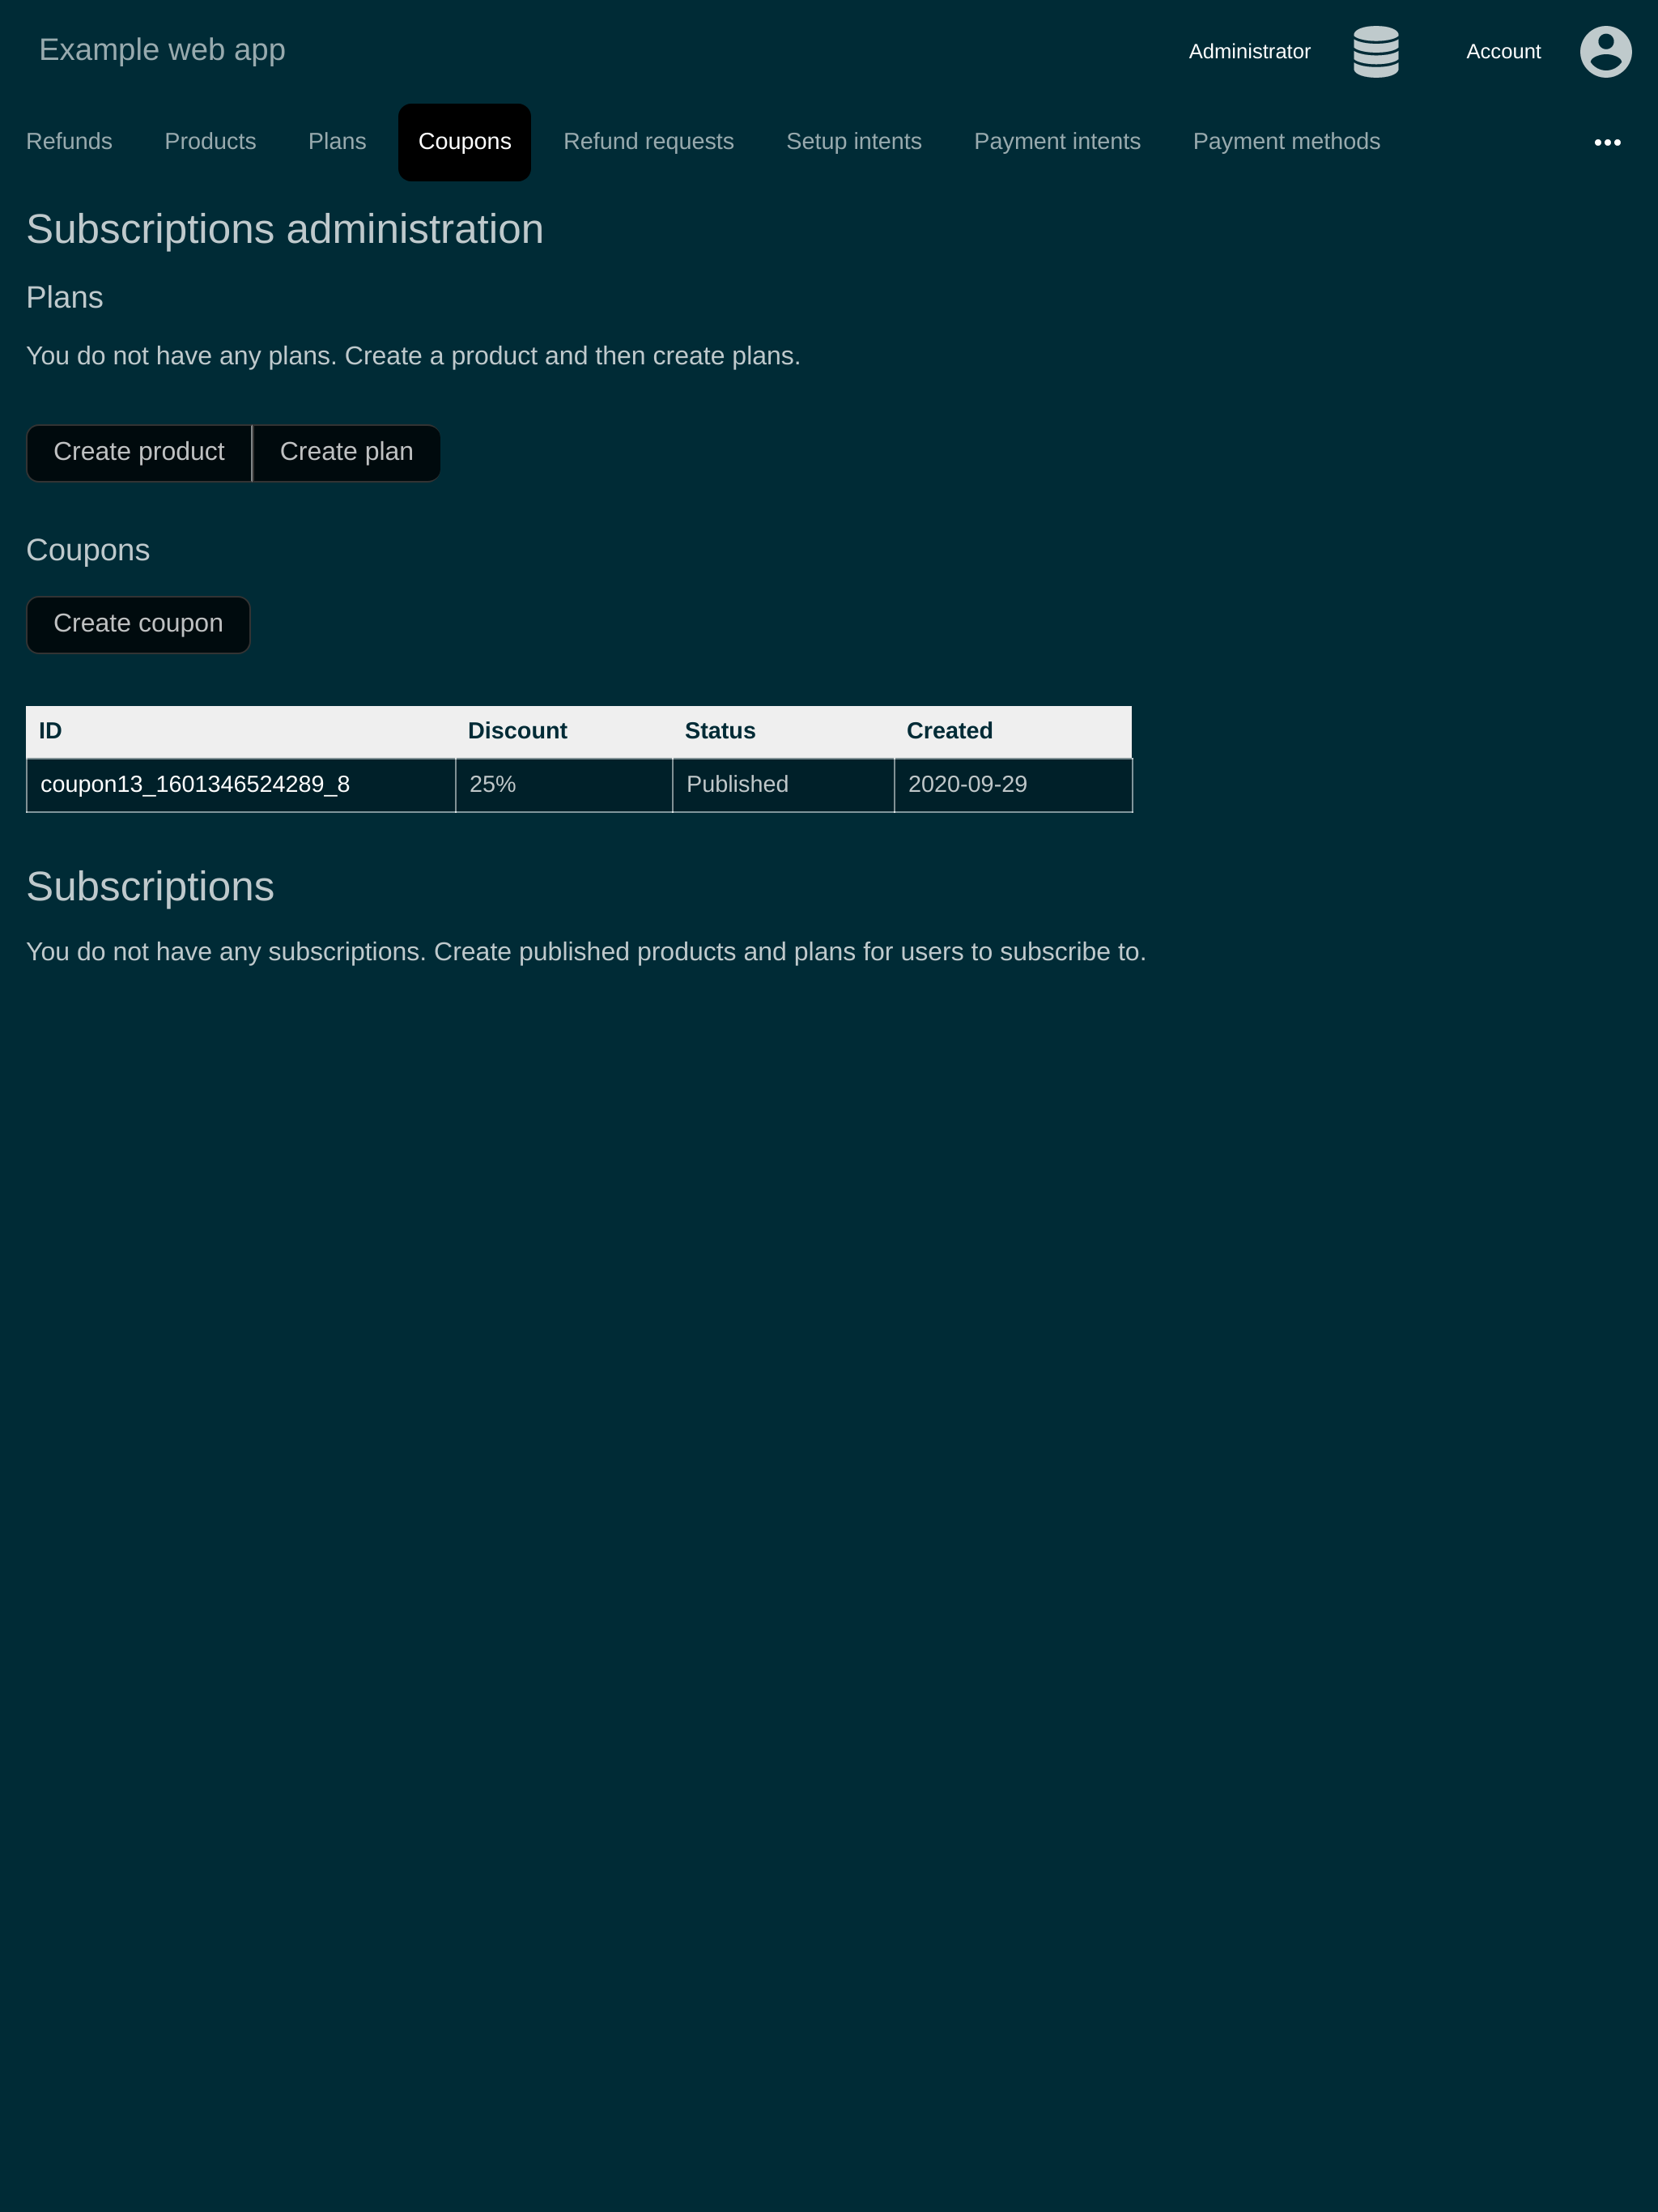 Example web app
Administrator
Account
Refunds Products Plans Coupons Refund requests Setup intents Payment intents Payment methods •••
Subscriptions administration
Plans
You do not have any plans. Create a product and then create plans.
Create product Create plan
Coupons
Create coupon
ID Discount Status Created
coupon13_1601346524289_8 25% Published 2020-09-29
Subscriptions
You do not have any subscriptions. Create published products and plans for users to subscribe to.